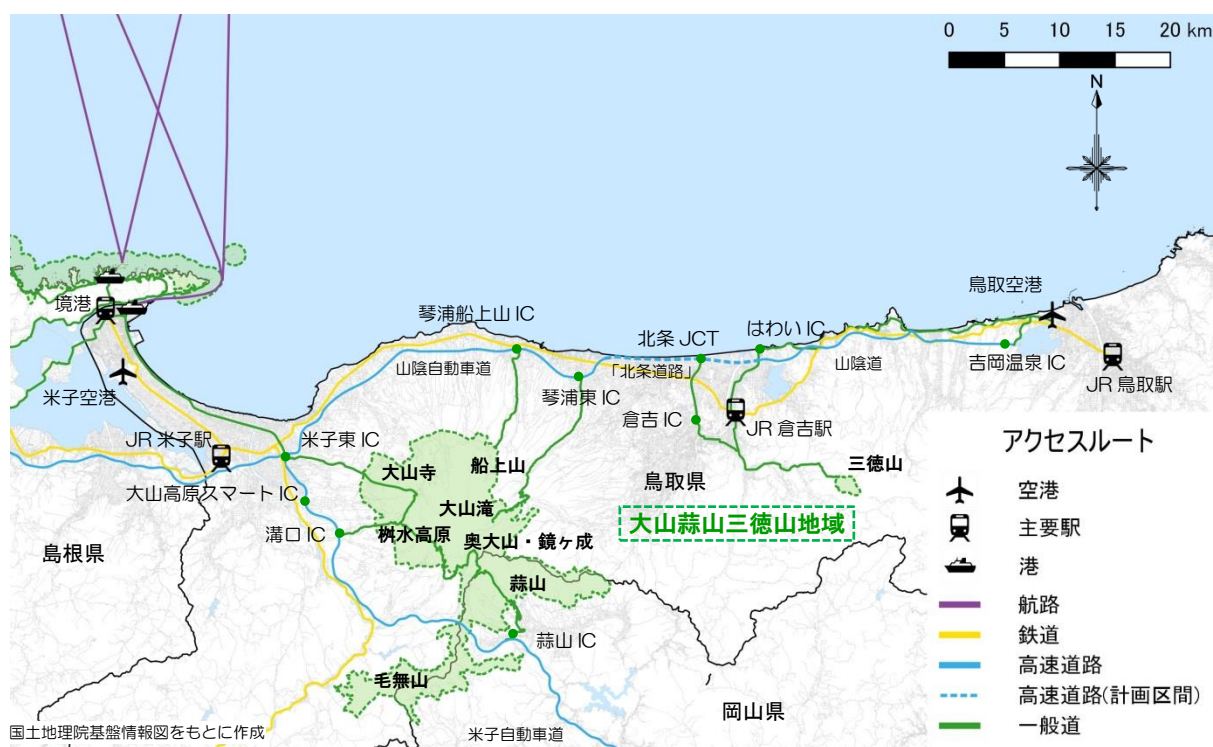 0 5 10 15 20 km
N
鳥取空港
境港
琴浦船上山 IC
北条 JCT
はわい IC
山陰自動車道
「北条道路」
山陰道
吉岡温泉 IC
米子空港
琴浦東 IC
JR 鳥取駅
倉吉 IC
JR 倉吉駅
JR 米子駅
米子東 IC
大山寺
船上山
三徳山
鳥取県
大山高原スマート IC
大山滝
大山蒜山三徳山地域
溝口 IC
桝水高原
奥大山・鏡ヶ成
島根県
蒜山
蒜山 IC
毛無山
岡山県
米子自動車道
国土地理院基盤情報図をもとに作成
アクセスルート
空港
主要駅
港
航路
鉄道
高速道路
高速道路(計画区間)
一般道